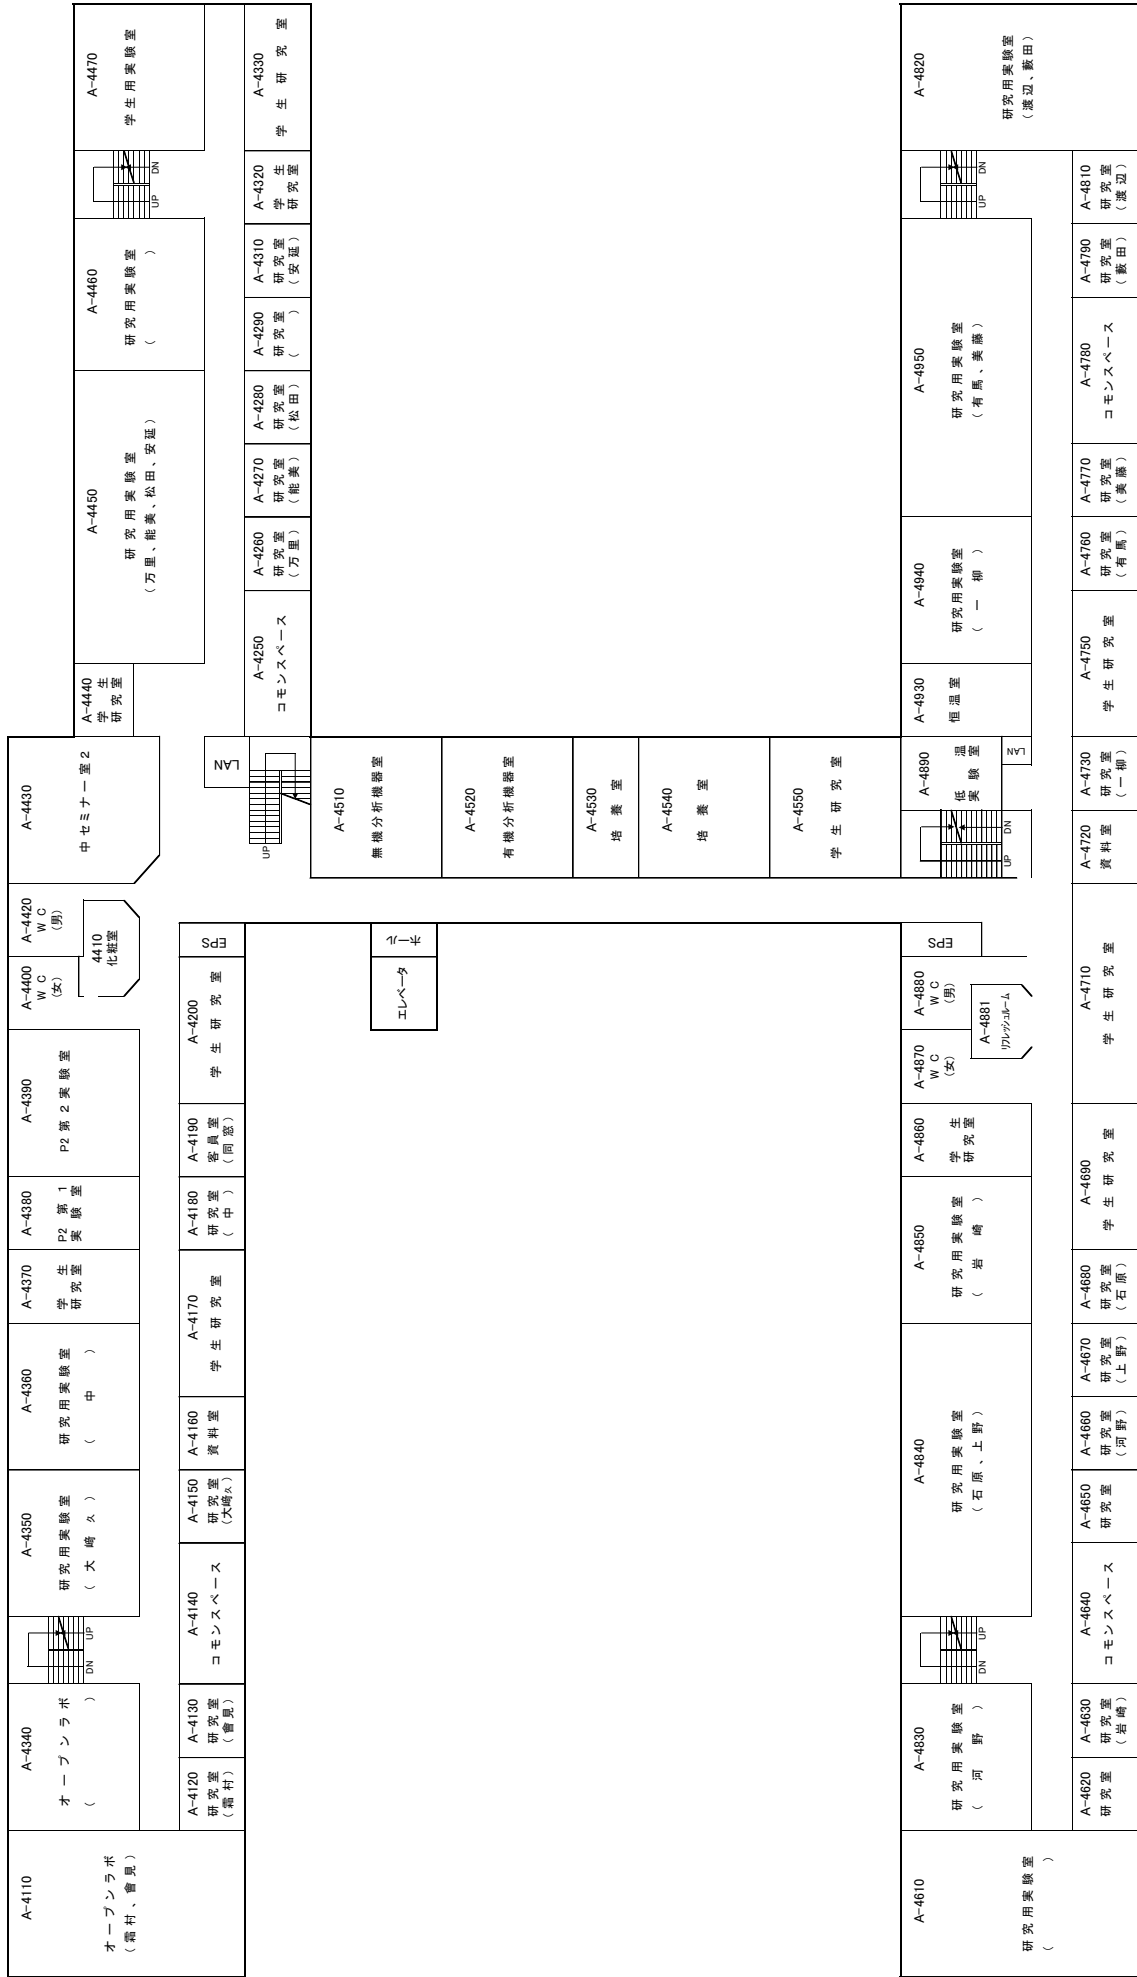 A-4470
学生用実験室
UP
DN
A-4460
研究用実験室
(　　　)
A-4450
研究用実験室
(万里、能美、松田、安延)
A-4440
学生
研究室
A-4430
中セミナー室2
A-4420
WC
(男)
4410
化粧室
A-4400
WC
(女)
A-4390
P2 第2実験室
A-4380
P2 第1
実験室
A-4370
学生
研究室
A-4360
研究用実験室
(中)
A-4350
研究用実験室
(大﨑久)
DN
UP
A-4340
オープンラボ
(　　　)
A-4110
オープンラボ
(霜村、會見)
A-4330
学生研究室
A-4320
学生
研究室
A-4310
研究室
(安延)
A-4290
研究室
(　　)
A-4280
研究室
(松田)
A-4270
研究室
(能美)
A-4260
研究室
(万里)
A-4250
コモンスペース
LAN
UP
EPS
A-4200
学生研究室
A-4190
客員室
(同窓)
A-4180
研究室
(中)
A-4170
学生研究室
A-4160
資料室
A-4150
研究室
(大﨑久)
A-4140
コモンスペース
A-4130
研究室
(會見)
A-4120
研究室
(霜村)
A-4510
無機分析機器室
A-4520
有機分析機器室
A-4530
培養室
A-4540
培養室
A-4550
学生研究室
ホール
エレベータ
A-4820
研究用実験室
(渡辺、藪田)
UP
DN
A-4950
研究用実験室
(有馬、美藤)
A-4940
研究用実験室
(一柳)
A-4930
恒温室
A-4890
低温
実験室
LAN
UP
DN
EPS
A-4880
WC
(男)
A-4881
リフレッシュルーム
A-4870
WC
(女)
A-4860
学生
研究室
A-4850
研究用実験室
(岩崎)
A-4840
研究用実験室
(石原、上野)
DN
UP
A-4830
研究用実験室
(河野)
A-4610
研究用実験室
(　　　)
A-4810
研究室
(渡辺)
A-4790
研究室
(藪田)
A-4780
コモンスペース
A-4770
研究室
(美藤)
A-4760
研究室
(有馬)
A-4750
学生研究室
A-4730
研究室
(一柳)
A-4720
資料室
A-4710
学生研究室
A-4690
学生研究室
A-4680
研究室
(石原)
A-4670
研究室
(上野)
A-4660
研究室
(河野)
A-4650
研究室
A-4640
コモンスペース
A-4630
研究室
(岩崎)
A-4620
研究室